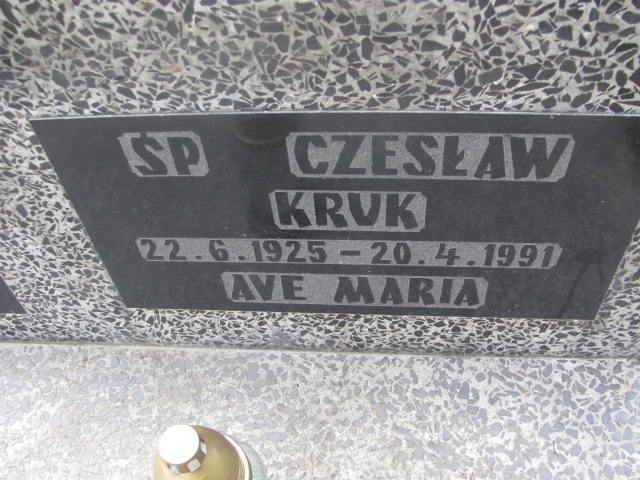 ŚP CZESŁAW
KRUK
22.6.1925 – 20.4.1991
AVE MARIA